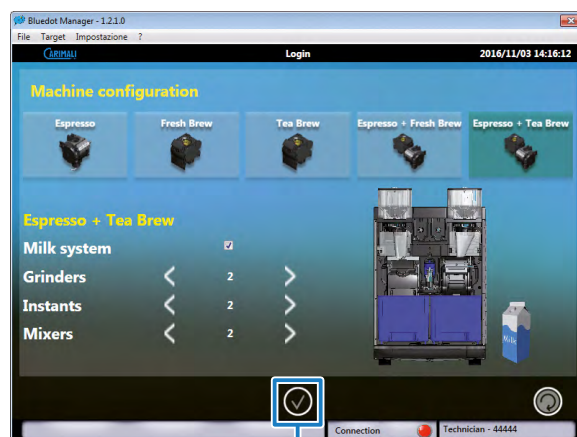 Bluedot Manager - 1.2.1.0
File Target Impostazione ?
CARIMALI Login 2016/11/03 14:16:12
Machine configuration
Espresso Fresh Brew Tea Brew Espresso + Fresh Brew Espresso + Tea Brew
Espresso + Tea Brew
Milk system
Grinders 2
Instants 2
Mixers 2
Milk
Connection Technician - 44444